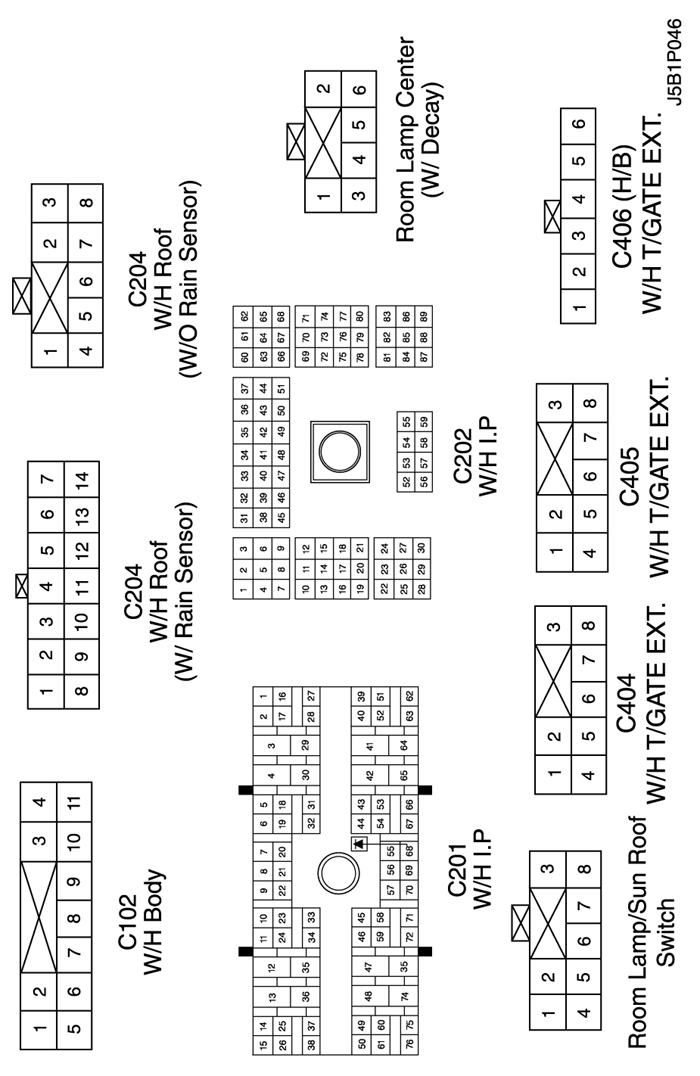 1 2 3 4
5 6 7 8 9 10 11
C102
W/H Body
1 2 3 4 5 6 7
8 9 10 11 12 13 14
C204
W/H Roof
(W/ Rain Sensor)
1 2 3
4 5 6 7 8
C204
W/H Roof
(W/O Rain Sensor)
15 14 13 12 11 10 9 8 7 6 5 4 3 2 1
26 25 24 23 22 21 20 19 18 17 16
38 37 36 35 34 33 32 31 30 29 28 27
50 49 48 47 46 45 44 43 42 41 40 39
61 60 59 58 57 56 55 54 53 52 51
76 75 74 35 72 71 70 69 68 67 66 65 64 63 62
C201
W/H I.P
1 2 3
4 5 6
7 8 9
10 11 12
13 14 15
16 17 18
19 20 21
22 23 24
25 26 27
28 29 30
31 32 33 34 35 36 37
38 39 40 41 42 43 44
45 46 47 48 49 50 51
52 53 54 55
56 57 58 59
60 61 62
63 64 65
66 67 68
69 70 71
72 73 74
75 76 77
78 79 80
81 82 83
84 85 86
87 88 89
C202
W/H I.P
1 2
3 4 5 6
Room Lamp Center
(W/ Decay)
1 2 3
4 5 6 7 8
Room Lamp/Sun Roof
Switch
1 2 3
4 5 6 7 8
C404
W/H T/GATE EXT.
1 2 3
4 5 6 7 8
C405
W/H T/GATE EXT.
1 2 3 4 5 6
C406 (H/B)
W/H T/GATE EXT.
J5B1P046